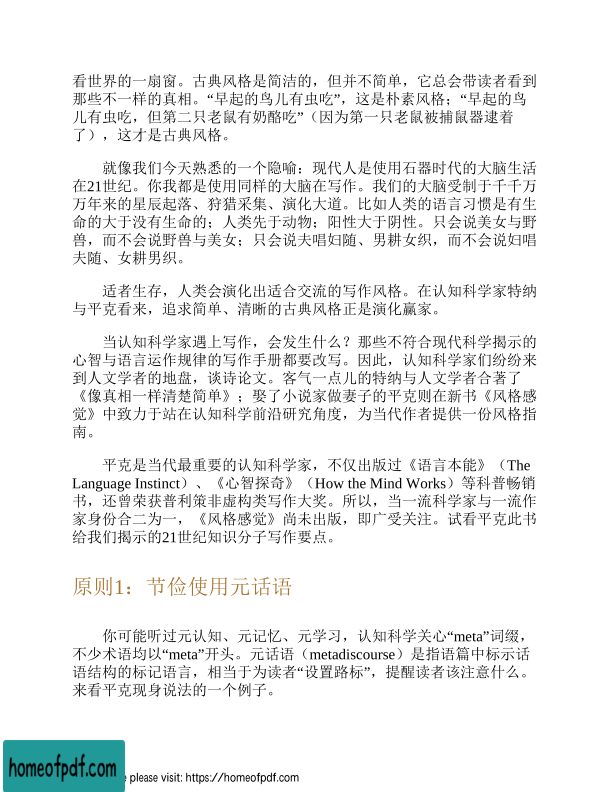 看世界的一扇窗。古典风格是简洁的，但并不简单，它总会带读者看到
那些不一样的真相。“早起的鸟儿有虫吃”，这是朴素风格；“早起的鸟
儿有虫吃，但第二只老鼠有奶酪吃”（因为第一只老鼠被捕鼠器逮着
了），这才是古典风格。
就像我们今天熟悉的一个隐喻：现代人是使用石器时代的大脑生活
在21世纪。你我都是使用同样的大脑在写作。我们的大脑受制于千千万
万年来的星辰起落、狩猎采集、演化大道。比如人类的语言习惯是有生
命的大于没有生命的；人类先于动物；阳性大于阴性。只会说美女与野
兽，而不会说野兽与美女；只会说夫唱妇随、男耕女织，而不会说妇唱
夫随、女耕男织。
适者生存，人类会演化出适合交流的写作风格。在认知科学家特纳
与平克看来，追求简单、清晰的古典风格正是演化赢家。
当认知科学家遇上写作，会发生什么？那些不符合现代科学揭示的
心智与语言运作规律的写作手册都要改写。因此，认知科学家们纷纷来
到人文学者的地盘，谈诗论文。客气一点儿的特纳与人文学者合著了
《像真相一样清楚简单》；娶了小说家做妻子的平克则在新书《风格感
觉》中致力于站在认知科学前沿研究角度，为当代作者提供一份风格指
南。
平克是当代最重要的认知科学家，不仅出版过《语言本能》（The
Language Instinct）、《心智探奇》（How the Mind Works）等科普畅销
书，还曾荣获普利策非虚构类写作大奖。所以，当一流科学家与一流作
家身份合二为一，《风格感觉》尚未出版，即广受关注。试看平克此书
给我们揭示的21世纪知识分子写作要点。
原则1：节俭使用元话语
你可能听过元认知、元记忆、元学习，认知科学关心“meta”词缀，
不少术语均以“meta”开头。元话语（metadiscourse）是指语篇中标示话
语结构的标记语言，相当于为读者“设置路标”，提醒读者该注意什么。
来看平克现身说法的一个例子。
homeofpdf.com
please visit: https://homeofpdf.com